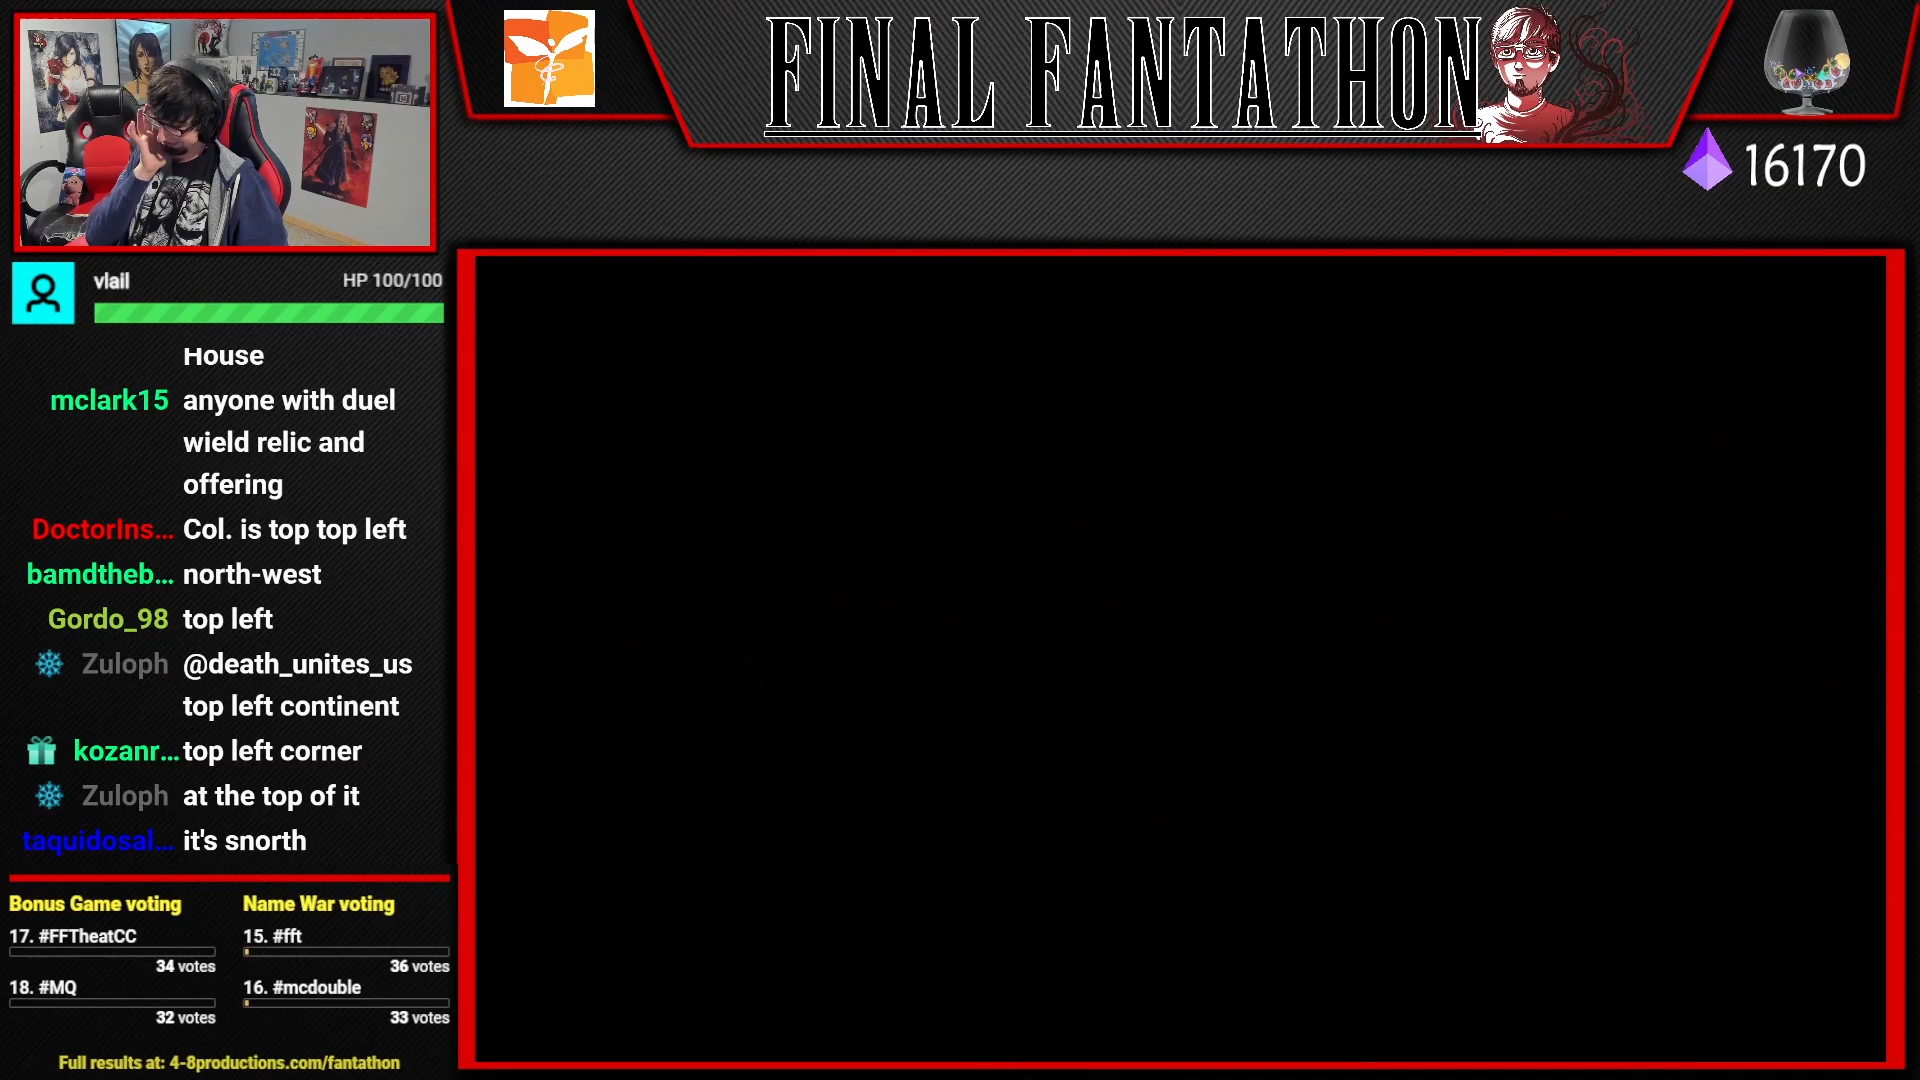 FINAL FANTATHON
16170
vlail HP 100/100
House
mclark15 anyone with duel
wield relic and
offering
DoctorIns... Col. is top top left
bamdtheb... north-west
Gordo_98 top left
Zuloph @death_unites_us
top left continent
kozanr... top left corner
Zuloph at the top of it
taquidosal... it's snorth
Bonus Game voting
17. #FFTheatCC
34 votes
18. #MQ
32 votes
Name War voting
15. #fft
36 votes
16. #mcdouble
33 votes
Full results at: 4-8productions.com/fantathon